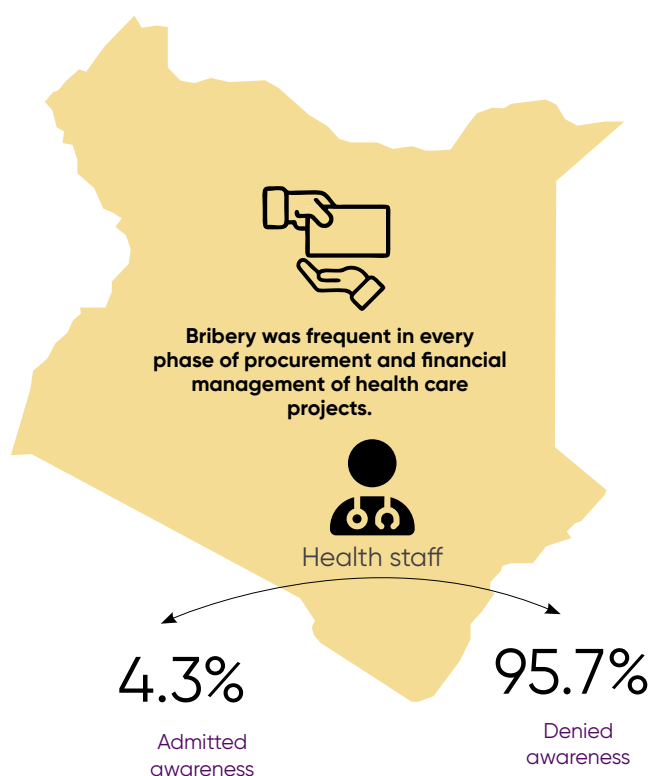 Bribery was frequent in every
phase of procurement and financial
management of health care
projects.
Health staff
4.3%
Admitted
awareness
95.7%
Denied
awareness